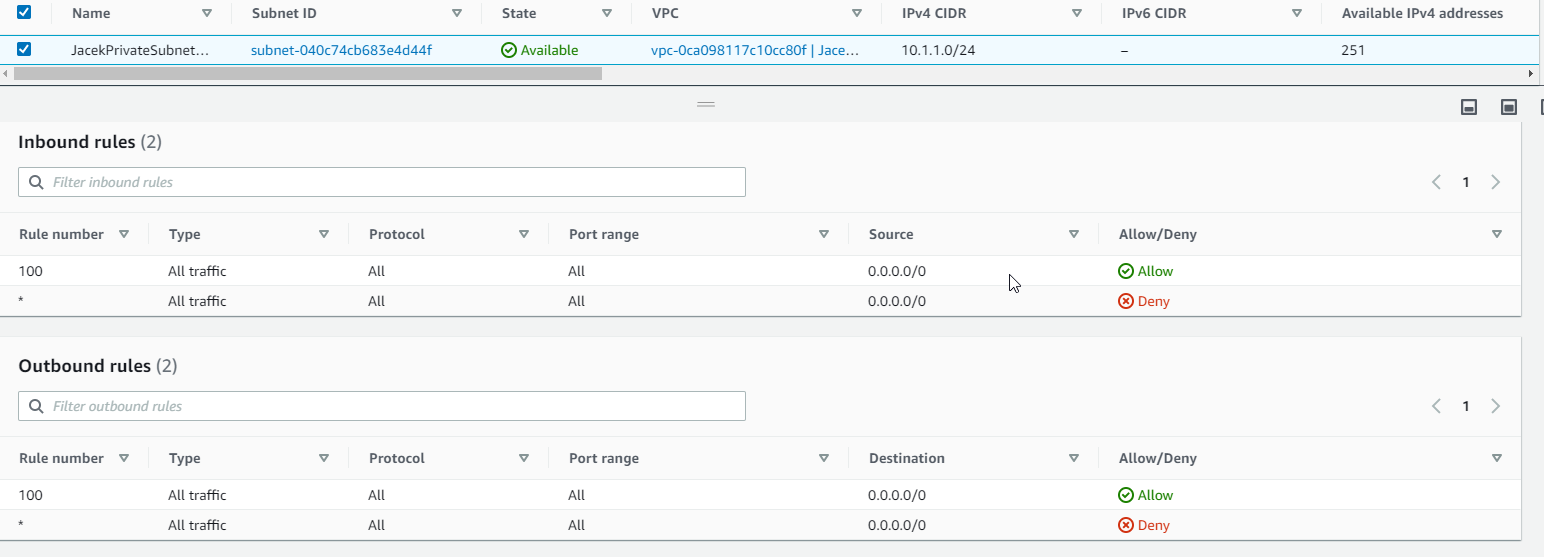 Name Subnet ID State VPC IPv4 CIDR IPv6 CIDR Available IPv4 addresses
JacekPrivateSubnet... subnet-040c74cb683e4d44f Available vpc-0ca098117c10cc80f | Jace... 10.1.1.0/24 – 251
Inbound rules (2)
Filter inbound rules 1
Rule number Type Protocol Port range Source Allow/Deny
100 All traffic All All 0.0.0.0/0 Allow
* All traffic All All 0.0.0.0/0 Deny
Outbound rules (2)
Filter outbound rules 1
Rule number Type Protocol Port range Destination Allow/Deny
100 All traffic All All 0.0.0.0/0 Allow
* All traffic All All 0.0.0.0/0 Deny